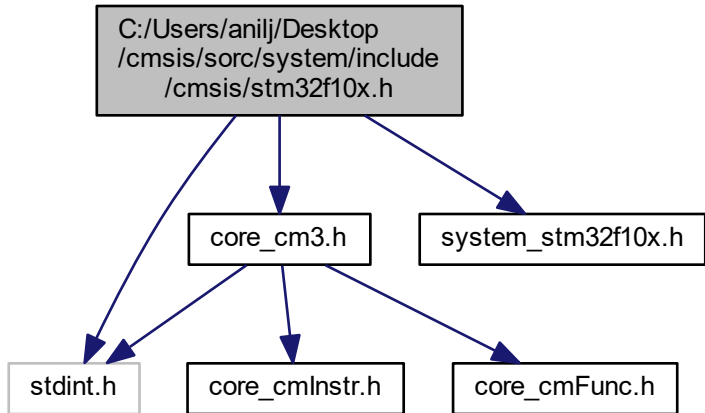 C:/Users/anilj/Desktop
/cmsis/sorc/system/include
/cmsis/stm32f10x.h
core_cm3.h
system_stm32f10x.h
stdint.h
core_cmInstr.h
core_cmFunc.h